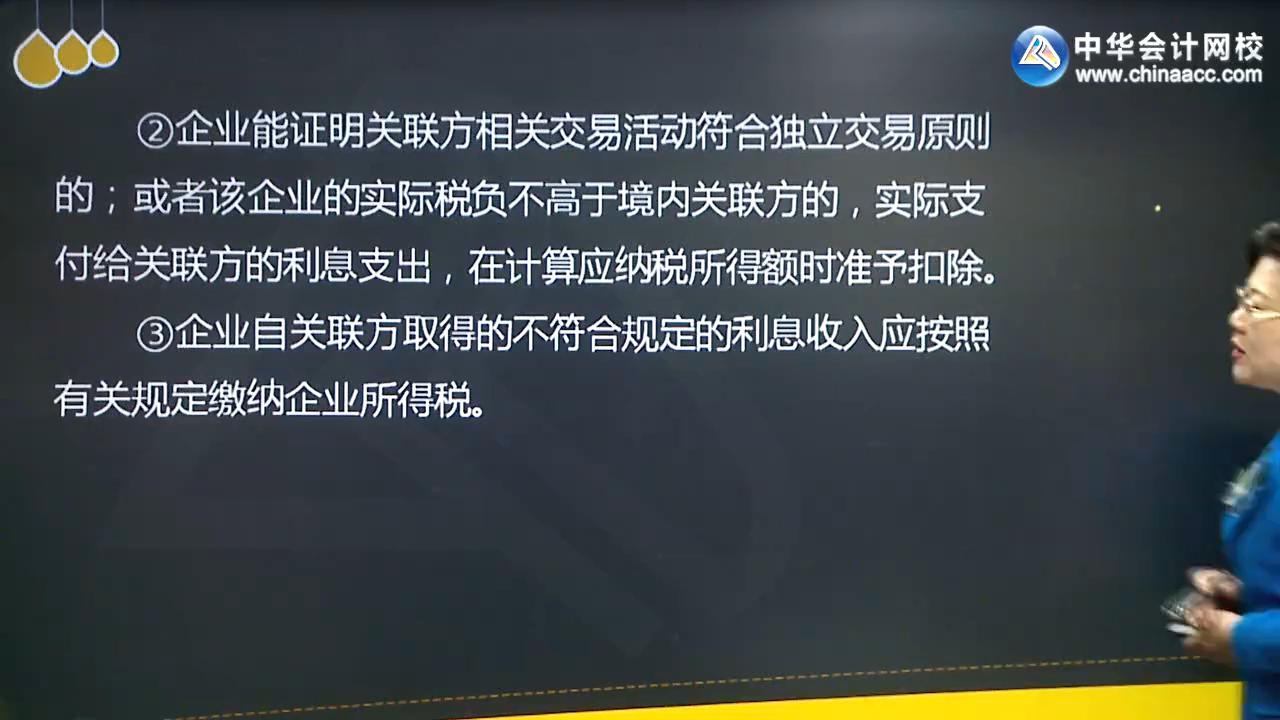 中华会计网校
www.chinaacc.com
②企业能证明关联方相关交易活动符合独立交易原则
的；或者该企业的实际税负不高于境内关联方的，实际支
付给关联方的利息支出，在计算应纳税所得额时准予扣除。
③企业自关联方取得的不符合规定的利息收入应按照
有关规定缴纳企业所得税。